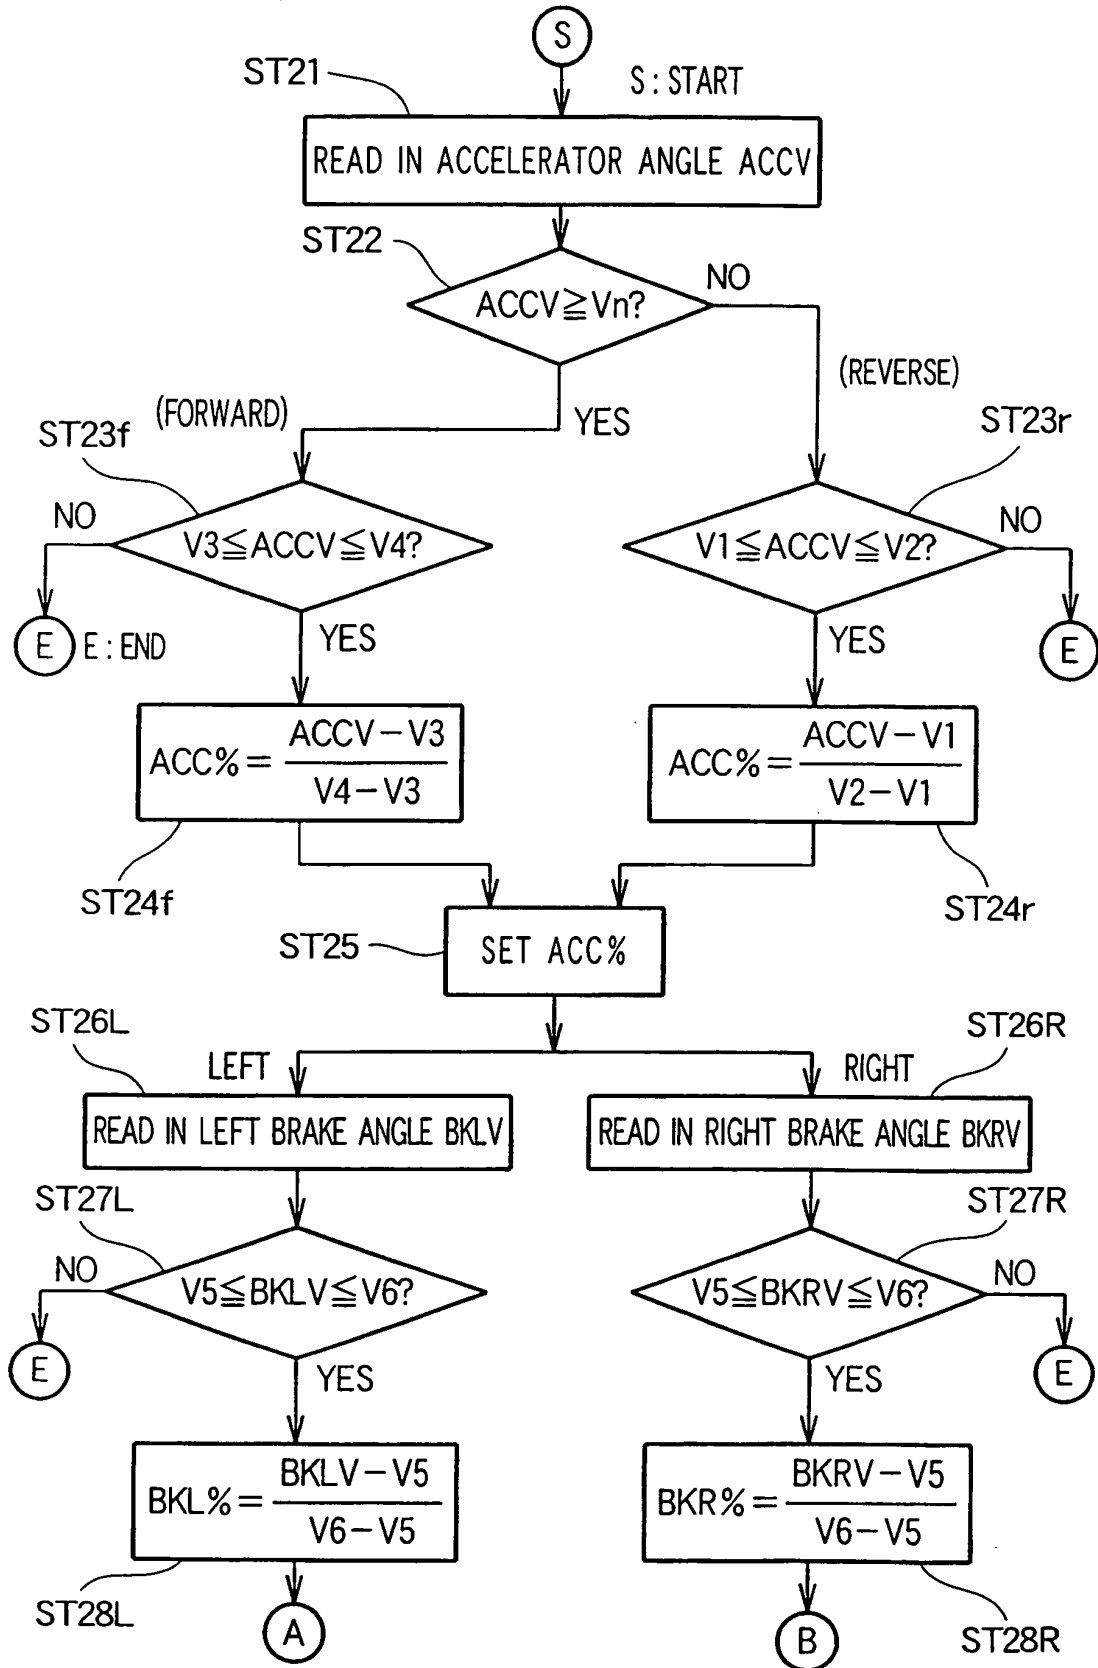 S
ST21
S : START
READ IN ACCELERATOR ANGLE ACCV
ST22
NO
ACCV≧Vn?
(REVERSE)
(FORWARD)
YES
ST23f
ST23r
NO
V3≦ACCV≦V4?
V1≦ACCV≦V2?
NO
E
E : END
YES
YES
E
ACC%= ACCV−V3
V4−V3
ACC%= ACCV−V1
V2−V1
ST24f
ST24r
ST25
SET ACC%
ST26L
ST26R
LEFT
RIGHT
READ IN LEFT BRAKE ANGLE BKLV
READ IN RIGHT BRAKE ANGLE BKRV
ST27L
ST27R
NO
V5≦BKLV≦V6?
V5≦BKRV≦V6?
NO
E
YES
YES
E
BKL%= BKLV−V5
V6−V5
BKR%= BKRV−V5
V6−V5
ST28L
A
B
ST28R